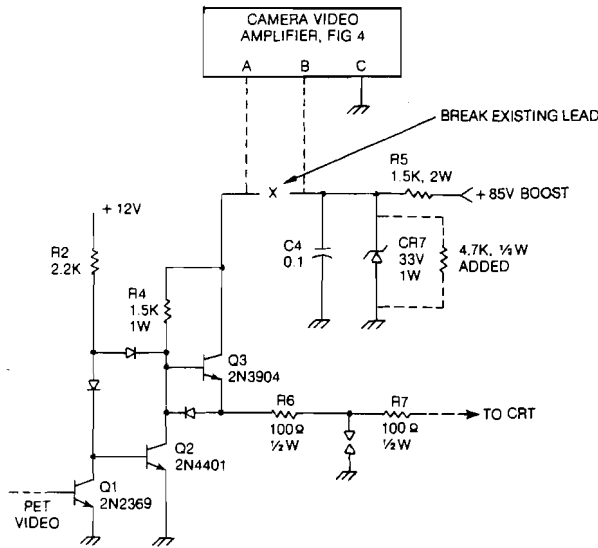 CAMERA VIDEO
AMPLIFIER, FIG 4
A B C
BREAK EXISTING LEAD
R5
1.5K, 2W
+85V BOOST
+12V
R2
2.2K
C4
0.1
CR7
33V
1W
4.7K, ½W
ADDED
R4
1.5K
1W
Q3
2N3904
R6
100Ω
½W
R7
100Ω
½W
TO CRT
Q2
2N4401
Q1
2N2369
PET
VIDEO
X